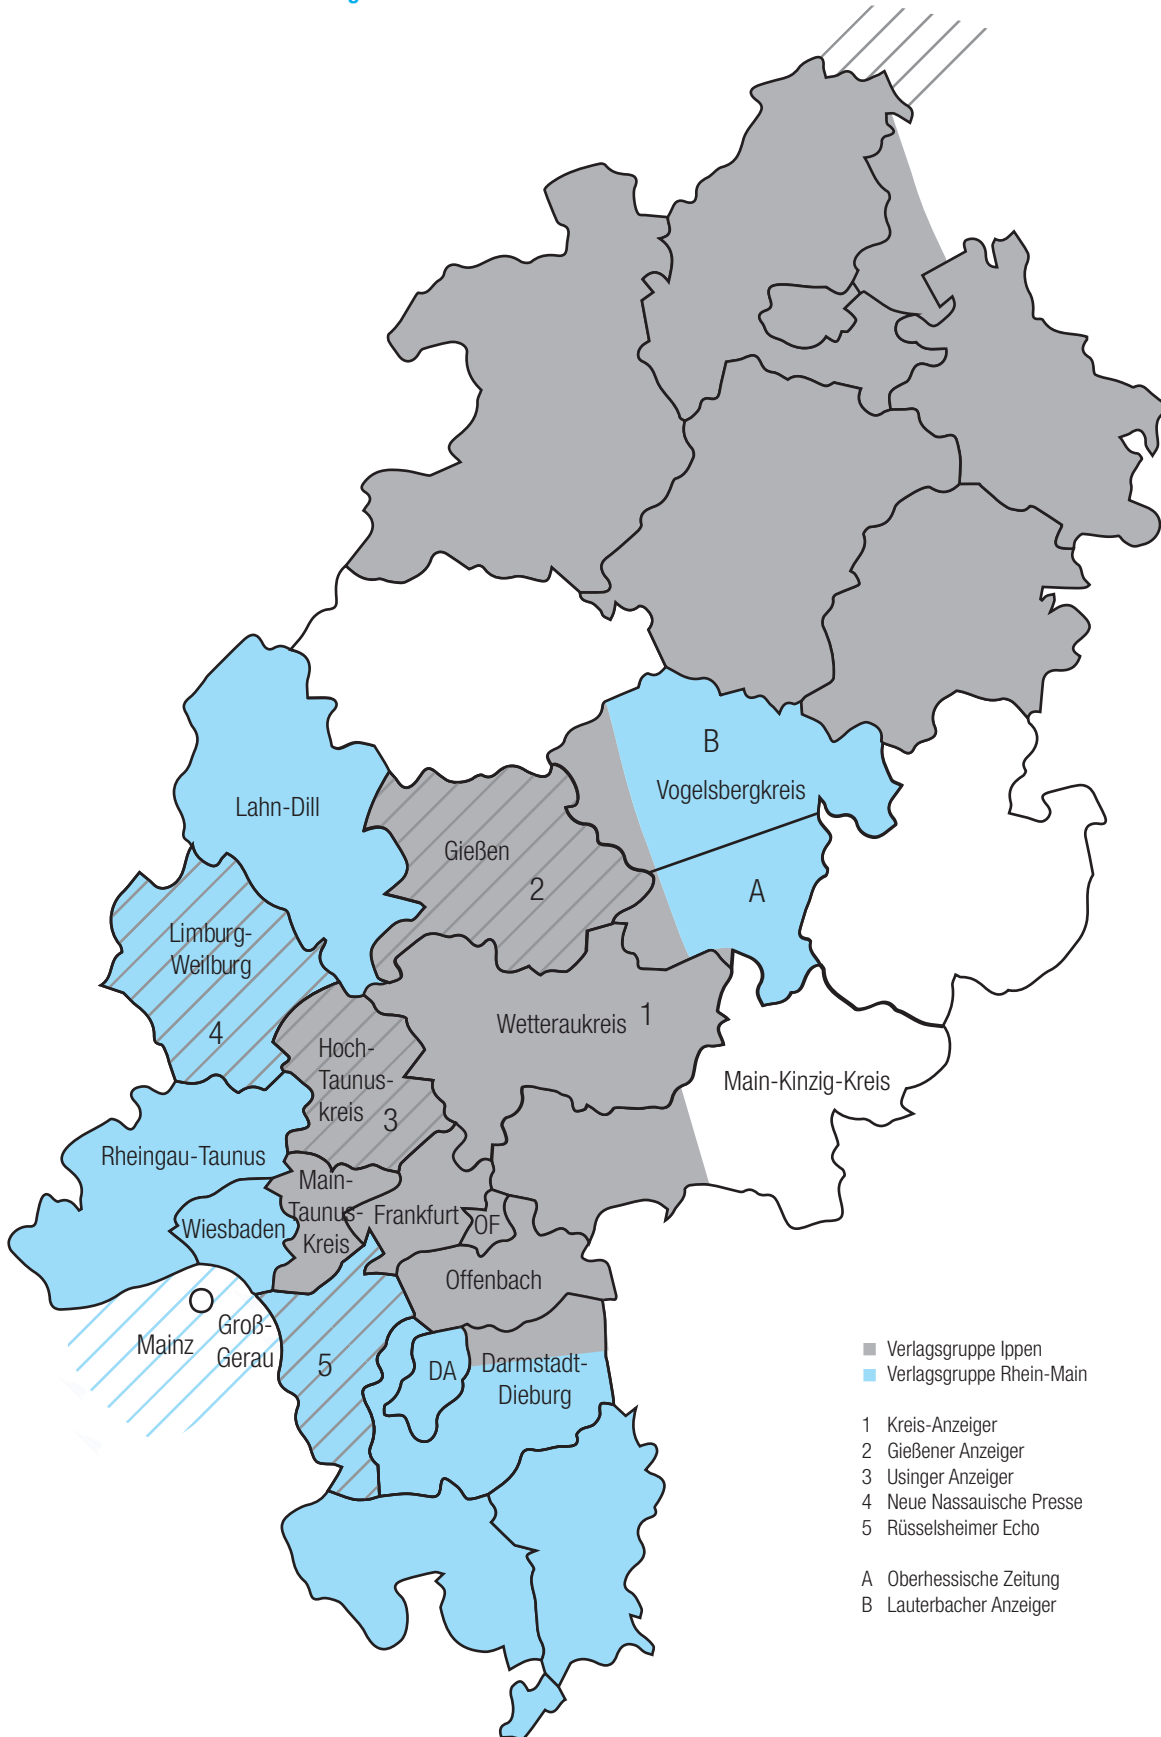 B
Vogelsbergkreis
Lahn-Dill
Gießen
2
A
Limburg-
Weilburg
4
Wetteraukreis 1
Hoch-
Taunus-
kreis 3
Main-Kinzig-Kreis
Rheingau-Taunus
Main-
Taunus-
Kreis
Frankfurt
OF
Wiesbaden
Offenbach
Mainz
Groß-
Gerau
5
DA
Darmstadt-
Dieburg
Verlagsgruppe Ippen
Verlagsgruppe Rhein-Main
1 Kreis-Anzeiger
2 Gießener Anzeiger
3 Usinger Anzeiger
4 Neue Nassauische Presse
5 Rüsselsheimer Echo
A Oberhessische Zeitung
B Lauterbacher Anzeiger